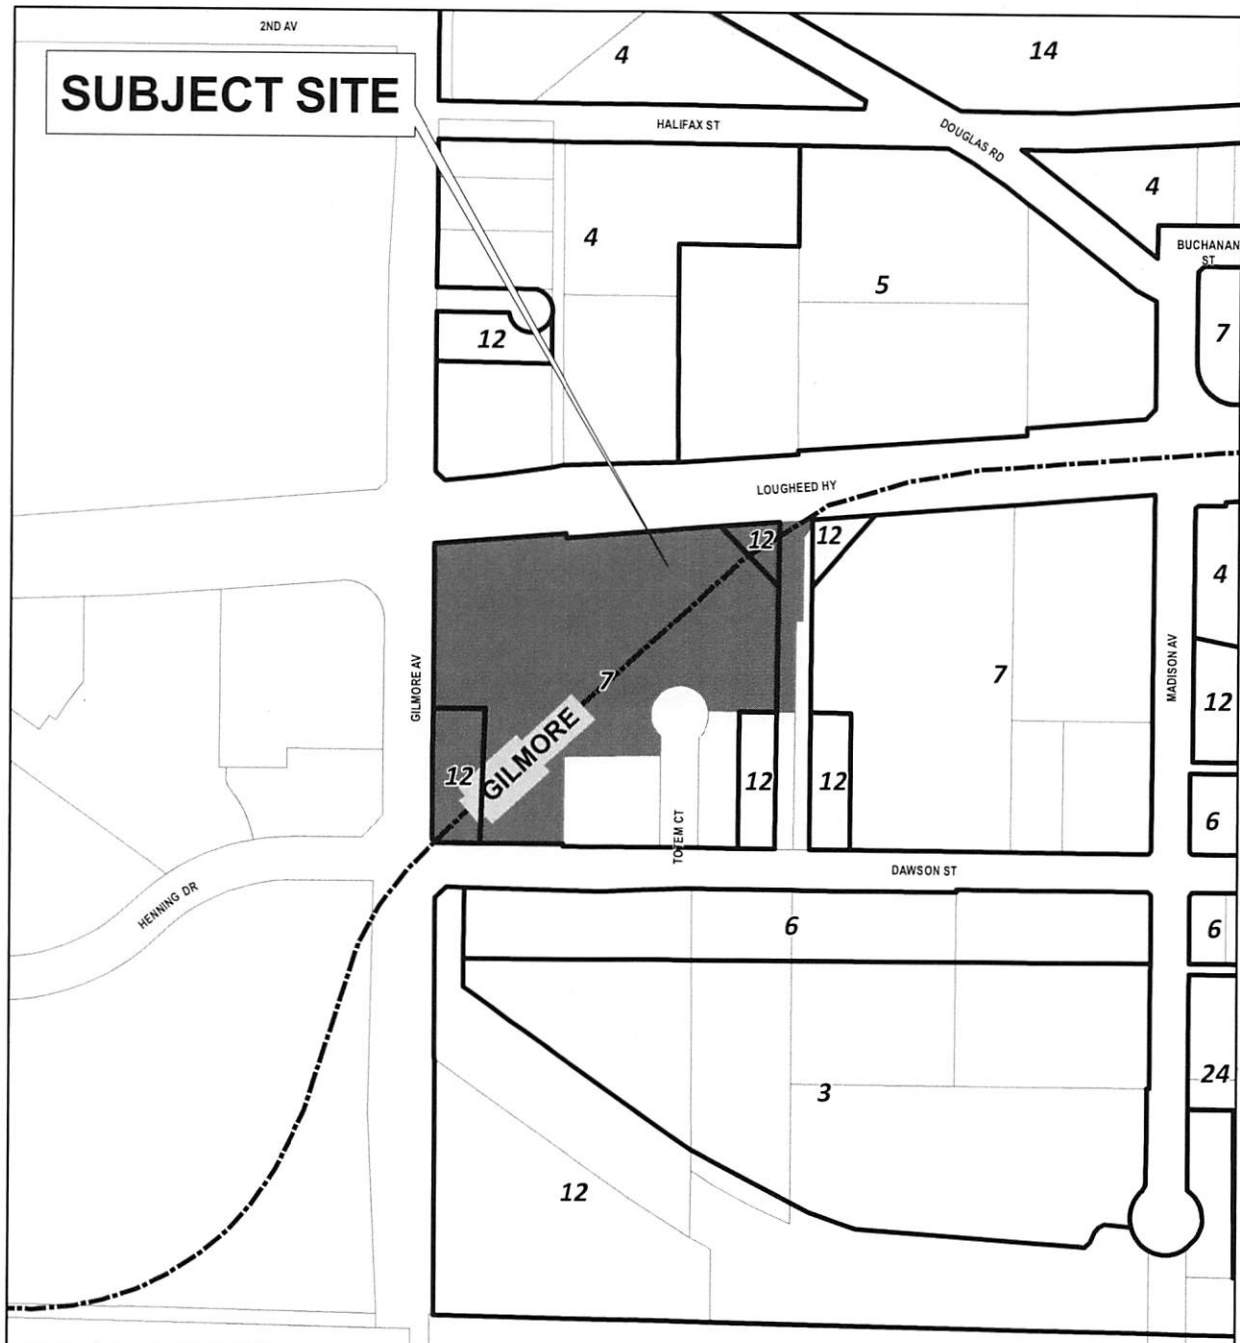 2ND AV
4
14
SUBJECT SITE
HALIFAX ST
DOUGLAS RD
4
4
BUCHANAN
ST
5
7
12
LOUGHEED HY
12
12
4
GILMORE AV
7
7
MADISON AV
12
GILMORE
12
12
12
6
TOTEM CT
DAWSON ST
HENNING DR
6
6
24
3
12